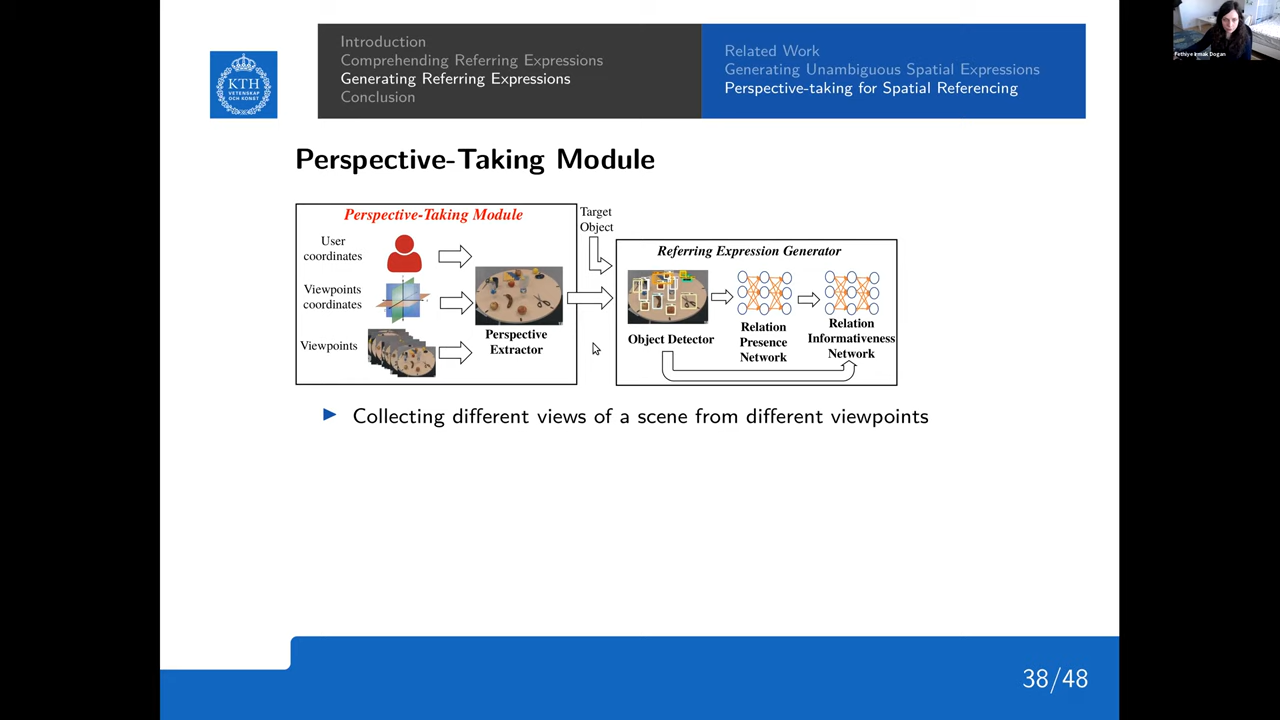 Introduction
Comprehending Referring Expressions
Generating Referring Expressions
Conclusion
Related Work
Generating Unambiguous Spatial Expressions
Perspective-taking for Spatial Referencing
KTH
VETENSKAP
OCH KONST
Fethiye Irmak Dogan
Perspective-Taking Module
Perspective-Taking Module
User
coordinates
Viewpoints
coordinates
Viewpoints
Perspective
Extractor
Target
Object
Referring Expression Generator
Object Detector
Relation
Presence
Network
Relation
Informativeness
Network
Collecting different views of a scene from different viewpoints
38/48